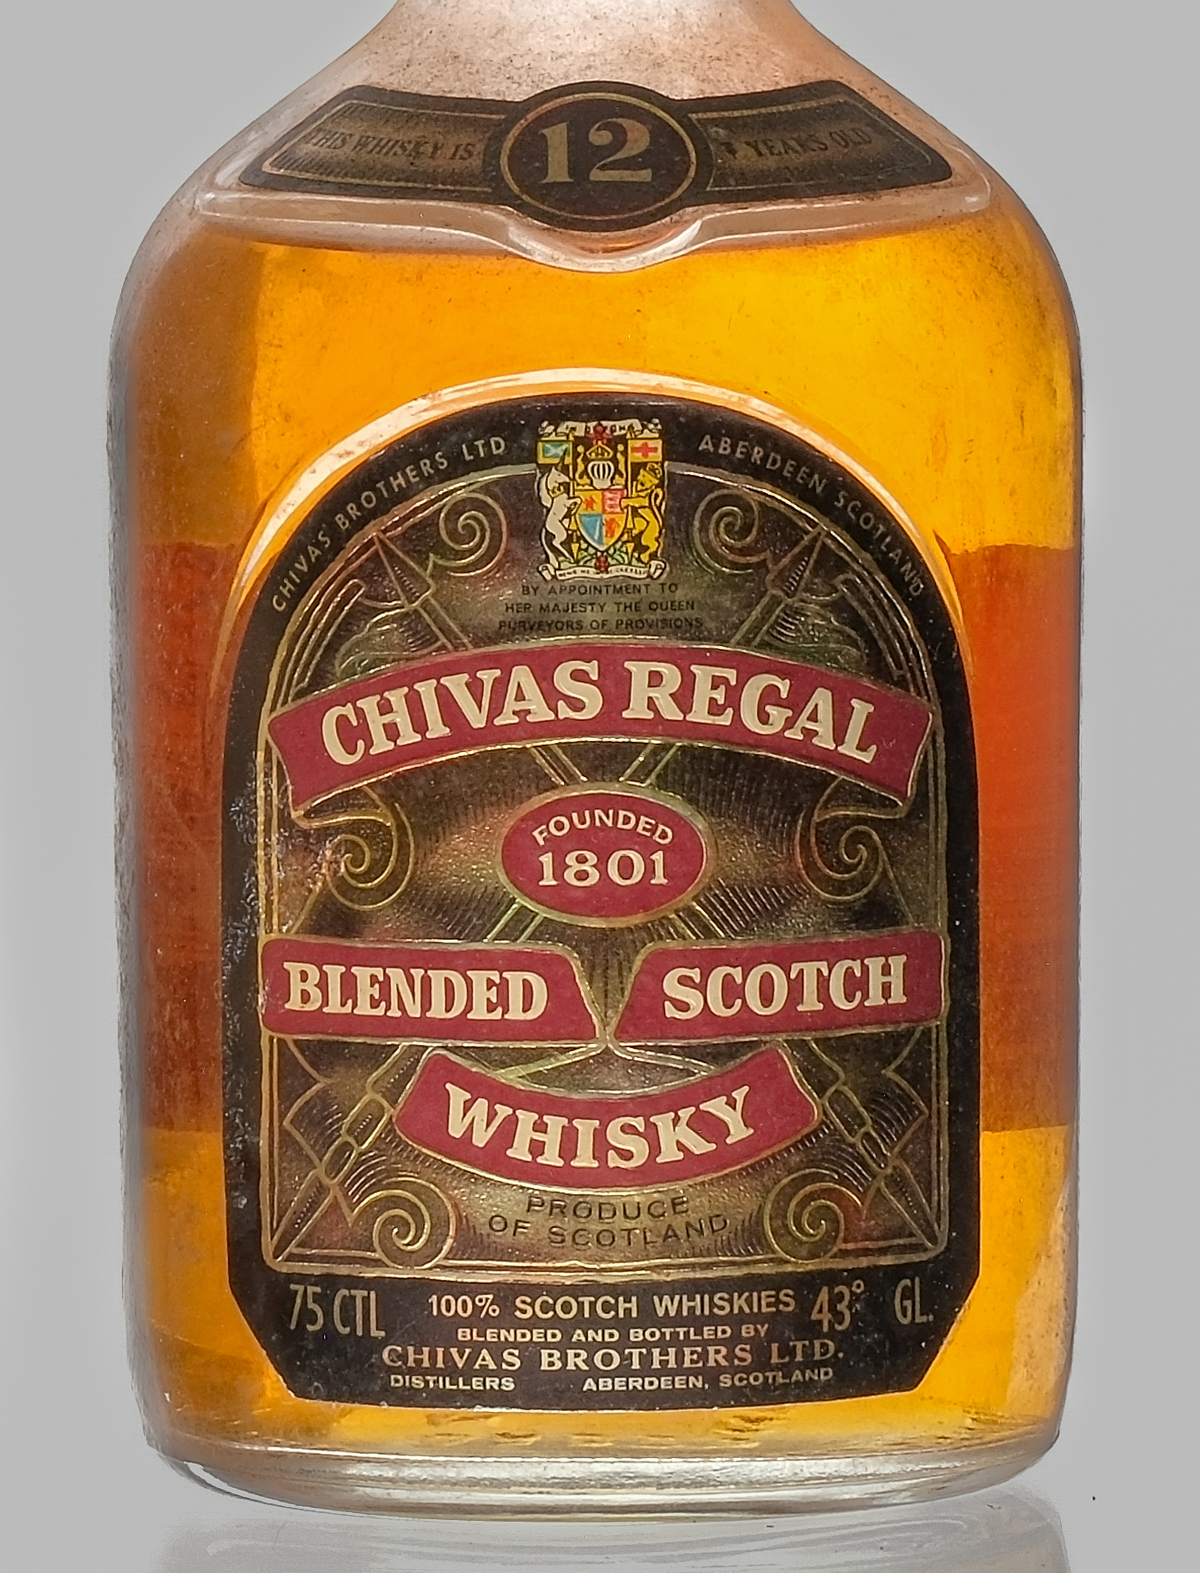 THIS WHISKY IS 12 YEARS OLD
CHIVAS BROTHERS LTD ABERDEEN SCOTLAND
BY APPOINTMENT TO
HER MAJESTY THE QUEEN
PURVEYORS OF PROVISIONS
CHIVAS REGAL
FOUNDED
1801
BLENDED SCOTCH
WHISKY
PRODUCE
OF SCOTLAND
75 CTL 100% SCOTCH WHISKIES 43° GL.
BLENDED AND BOTTLED BY
CHIVAS BROTHERS LTD.
DISTILLERS ABERDEEN, SCOTLAND